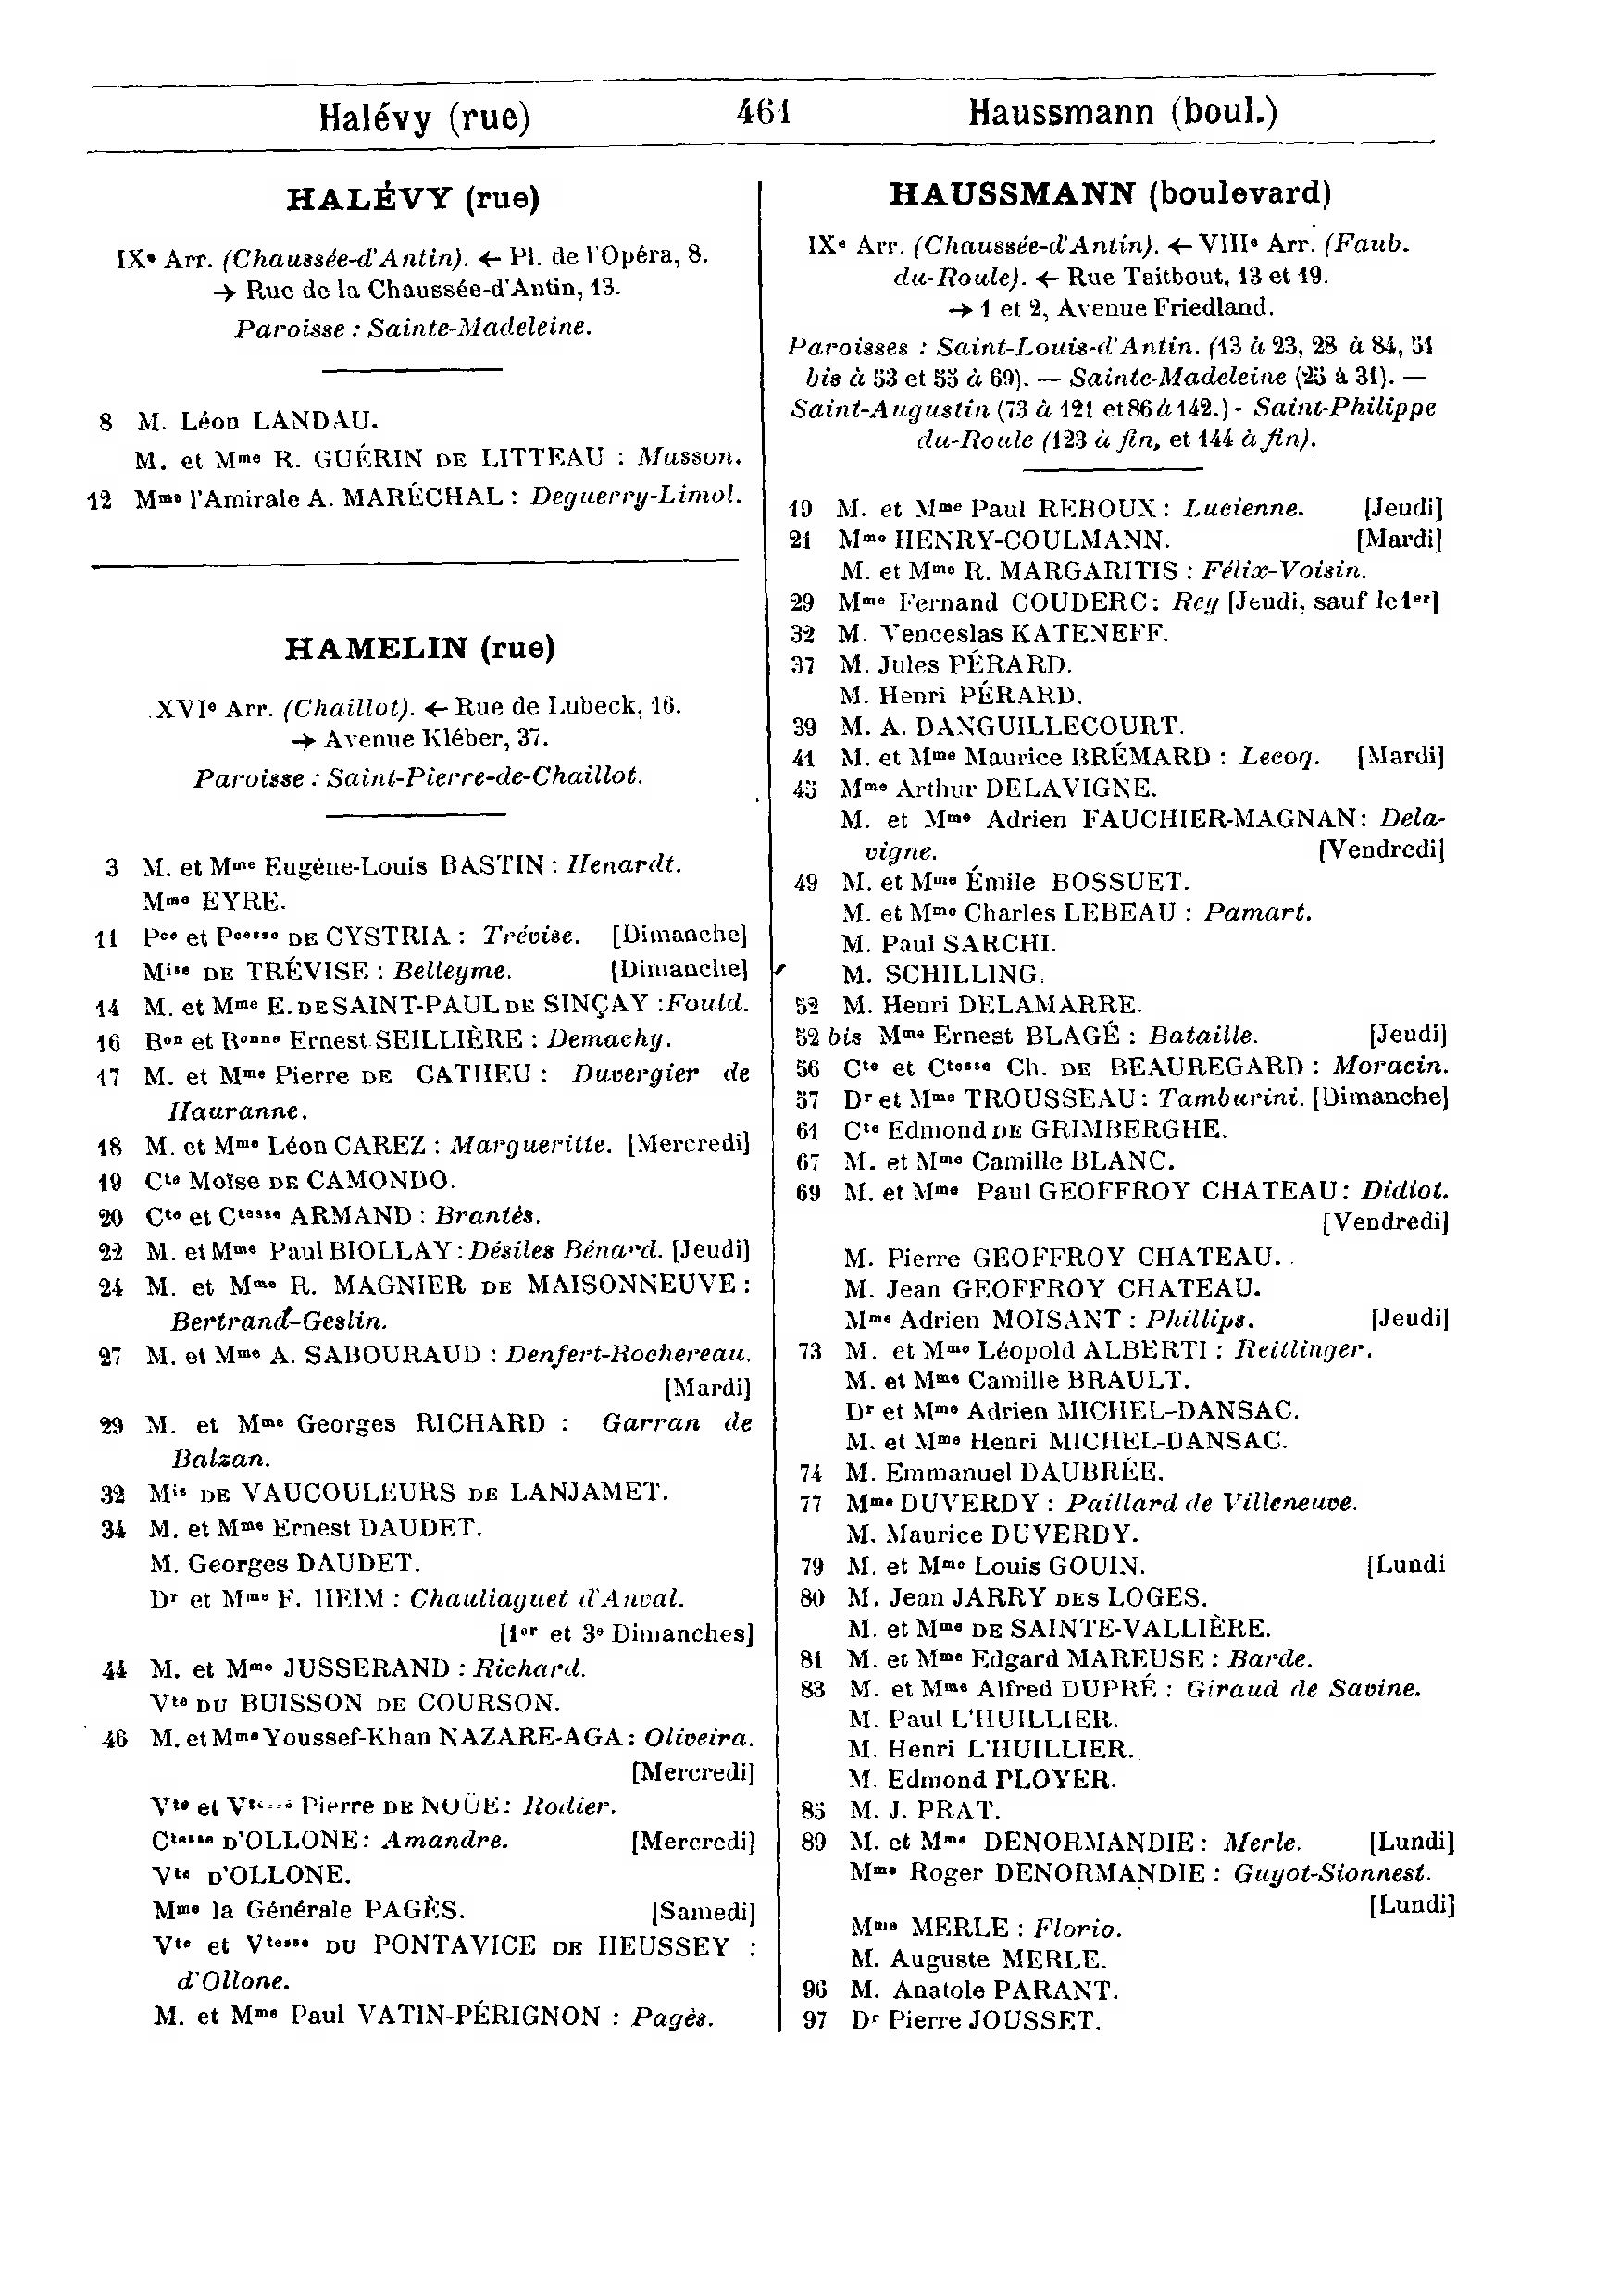 Halévy (rue) 461 Haussmann (boul.)
HALÉVY (rue)
IXe Arr. (Chaussée-d'Antin). ← Pl. de l'Opéra, 8.
→ Rue de la Chaussée-d'Antin, 13.
Paroisse : Sainte-Madeleine.
8 M. Léon LANDAU.
M. et Mme R. GUÉRIN DE LITTEAU : Masson.
12 Mme l'Amirale A. MARÉCHAL : Deguerry-Limol.
HAMELIN (rue)
XVIe Arr. (Chaillot). ← Rue de Lubeck, 16.
→ Avenue Kléber, 37.
Paroisse : Saint-Pierre-de-Chaillot.
3 M. et Mme Eugène-Louis BASTIN : Henardt.
Mme EYRE.
11 Pce et Pcesse DE CYSTRIA : Trévise. [Dimanche]
Mise DE TRÉVISE : Belleyme. [Dimanche]
14 M. et Mme E. DE SAINT-PAUL DE SINÇAY : Fould.
16 Bon et Bonne Ernest SEILLIÈRE : Demachy.
17 M. et Mme Pierre DE CATHEU : Duvergier de
Hauranne.
18 M. et Mme Léon CAREZ : Margueritte. [Mercredi]
19 Cte Moïse DE CAMONDO.
20 Cte et Ctesse ARMAND : Brantès.
22 M. et Mme Paul BIOLLAY : Désiles Bénard. [Jeudi]
24 M. et Mme R. MAGNIER DE MAISONNEUVE :
Bertrand-Geslin.
27 M. et Mme A. SABOURAUD : Denfert-Rochereau.
[Mardi]
29 M. et Mme Georges RICHARD : Garran de
Balzan.
32 Mis DE VAUCOULEURS DE LANJAMET.
34 M. et Mme Ernest DAUDET.
M. Georges DAUDET.
Dr et Mme F. HEIM : Chauliaguet d'Anval.
[1er et 3e Dimanches]
44 M. et Mme JUSSERAND : Richard.
Vte DU BUISSON DE COURSON.
46 M. et Mme Youssef-Khan NAZARE-AGA : Oliveira.
[Mercredi]
Vte et Vtesse Pierre DE NOÜE : Rodier.
Ctesse D'OLLONE : Amandre. [Mercredi]
Vte D'OLLONE.
Mme la Générale PAGÈS. [Samedi]
Vte et Vtesse DU PONTAVICE DE HEUSSEY :
d'Ollone.
M. et Mme Paul VATIN-PÉRIGNON : Pagès.
HAUSSMANN (boulevard)
IXe Arr. (Chaussée-d'Antin). ← VIIIe Arr. (Faub.
du-Roule). ← Rue Taitbout, 13 et 19.
→ 1 et 2, Avenue Friedland.
Paroisses : Saint-Louis-d'Antin. (13 à 23, 28 à 84, 51
bis à 53 et 55 à 69). — Sainte-Madeleine (25 à 31). —
Saint-Augustin (73 à 121 et 86 à 142.) - Saint-Philippe
du-Roule (123 à fin, et 144 à fin).
19 M. et Mme Paul REBOUX : Lucienne. [Jeudi]
21 Mme HENRY-COULMANN. [Mardi]
M. et Mme R. MARGARITIS : Félix-Voisin.
29 Mme Fernand COUDERC : Rey [Jeudi, sauf le 1er]
32 M. Venceslas KATENEFF.
37 M. Jules PÉRARD.
M. Henri PÉRARD.
39 M. A. DANGUILLECOURT.
41 M. et Mme Maurice BRÉMARD : Lecoq. [Mardi]
45 Mme Arthur DELAVIGNE.
M. et Mme Adrien FAUCHIER-MAGNAN : Dela-
vigne. [Vendredi]
49 M. et Mme Émile BOSSUET.
M. et Mme Charles LEBEAU : Pamart.
M. Paul SARCHI.
M. SCHILLING.
52 M. Henri DELAMARRE.
52 bis Mme Ernest BLAGÉ : Bataille. [Jeudi]
56 Cte et Ctesse Ch. DE BEAUREGARD : Moracin.
57 Dr et Mme TROUSSEAU : Tamburini. [Dimanche]
61 Cte Edmond DE GRIMBERGHE.
67 M. et Mme Camille BLANC.
69 M. et Mme Paul GEOFFROY CHATEAU : Didiot.
[Vendredi]
M. Pierre GEOFFROY CHATEAU.
M. Jean GEOFFROY CHATEAU.
Mme Adrien MOISANT : Phillips. [Jeudi]
73 M. et Mme Léopold ALBERTI : Reitlinger.
M. et Mme Camille BRAULT.
Dr et Mme Adrien MICHEL-DANSAC.
M. et Mme Henri MICHEL-DANSAC.
74 M. Emmanuel DAUBRÉE.
77 Mme DUVERDY : Paillard de Villeneuve.
M. Maurice DUVERDY.
79 M. et Mme Louis GOUIN. [Lundi
80 M. Jean JARRY DES LOGES.
M. et Mme DE SAINTE-VALLIÈRE.
81 M. et Mme Edgard MAREUSE : Barde.
83 M. et Mme Alfred DUPRÉ : Giraud de Savine.
M. Paul L'HUILLIER.
M. Henri L'HUILLIER.
M. Edmond PLOYER.
85 M. J. PRAT.
89 M. et Mme DENORMANDIE : Merle. [Lundi]
Mme Roger DENORMANDIE : Guyot-Sionnest.
[Lundi]
Mme MERLE : Florio.
M. Auguste MERLE.
96 M. Anatole PARANT.
97 Dr Pierre JOUSSET.